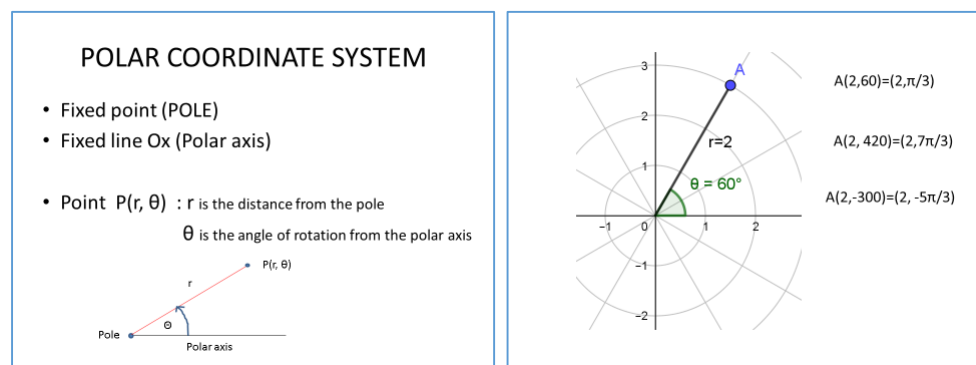 POLAR COORDINATE SYSTEM
• Fixed point (POLE)
• Fixed line Ox (Polar axis)
• Point P(r, θ) : r is the distance from the pole
θ is the angle of rotation from the polar axis
P(r, θ)
r
Θ
Pole
Polar axis
3
A
2
r=2
1
θ = 60°
-1
0
1
2
-1
-2
A(2,60)=(2,π/3)
A(2, 420)=(2,7π/3)
A(2,-300)=(2, -5π/3)